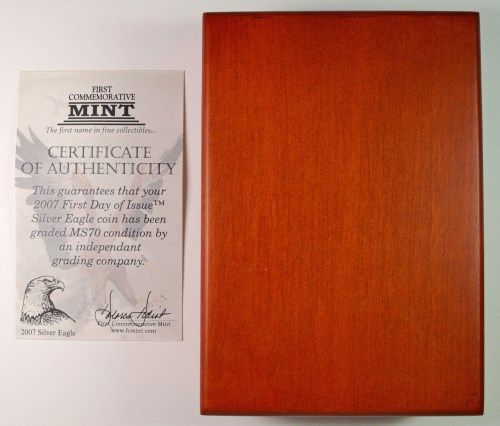 FIRST
COMMEMORATIVE
MINT
The first name in fine collectibles...
CERTIFICATE
OF AUTHENTICITY
This guarantees that your
2007 First Day of Issue™
Silver Eagle coin has been
graded MS70 condition by
an independant
grading company.
First Commemorative Mint
www.fcmint.com
2007 Silver Eagle